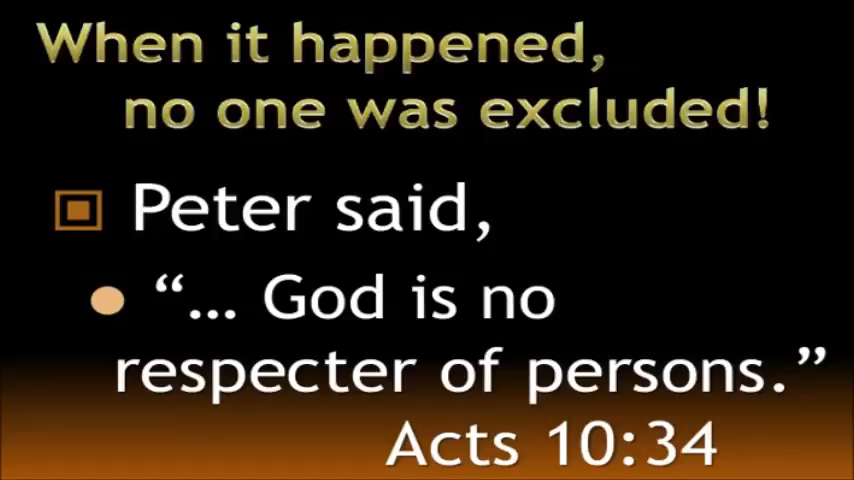 When it happened,
no one was excluded!
Peter said,
“... God is no
respecter of persons.”
Acts 10:34